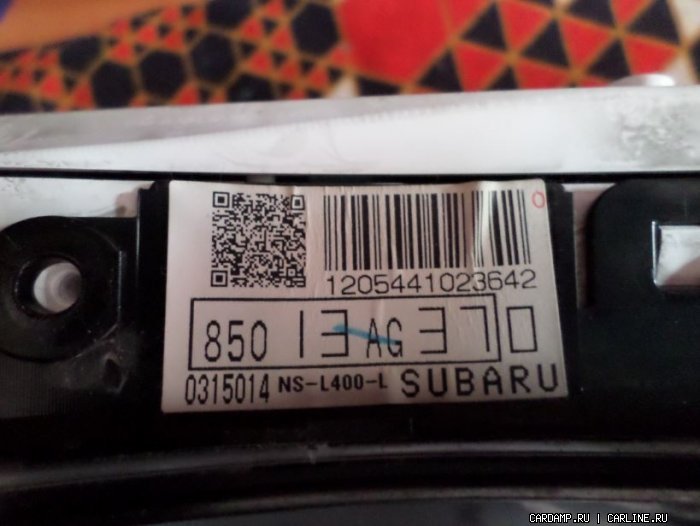 0
1205441023642
850 13 AG 370
0315014 NS-L400-L SUBARU
CARDAMP.RU | CARLINE.RU